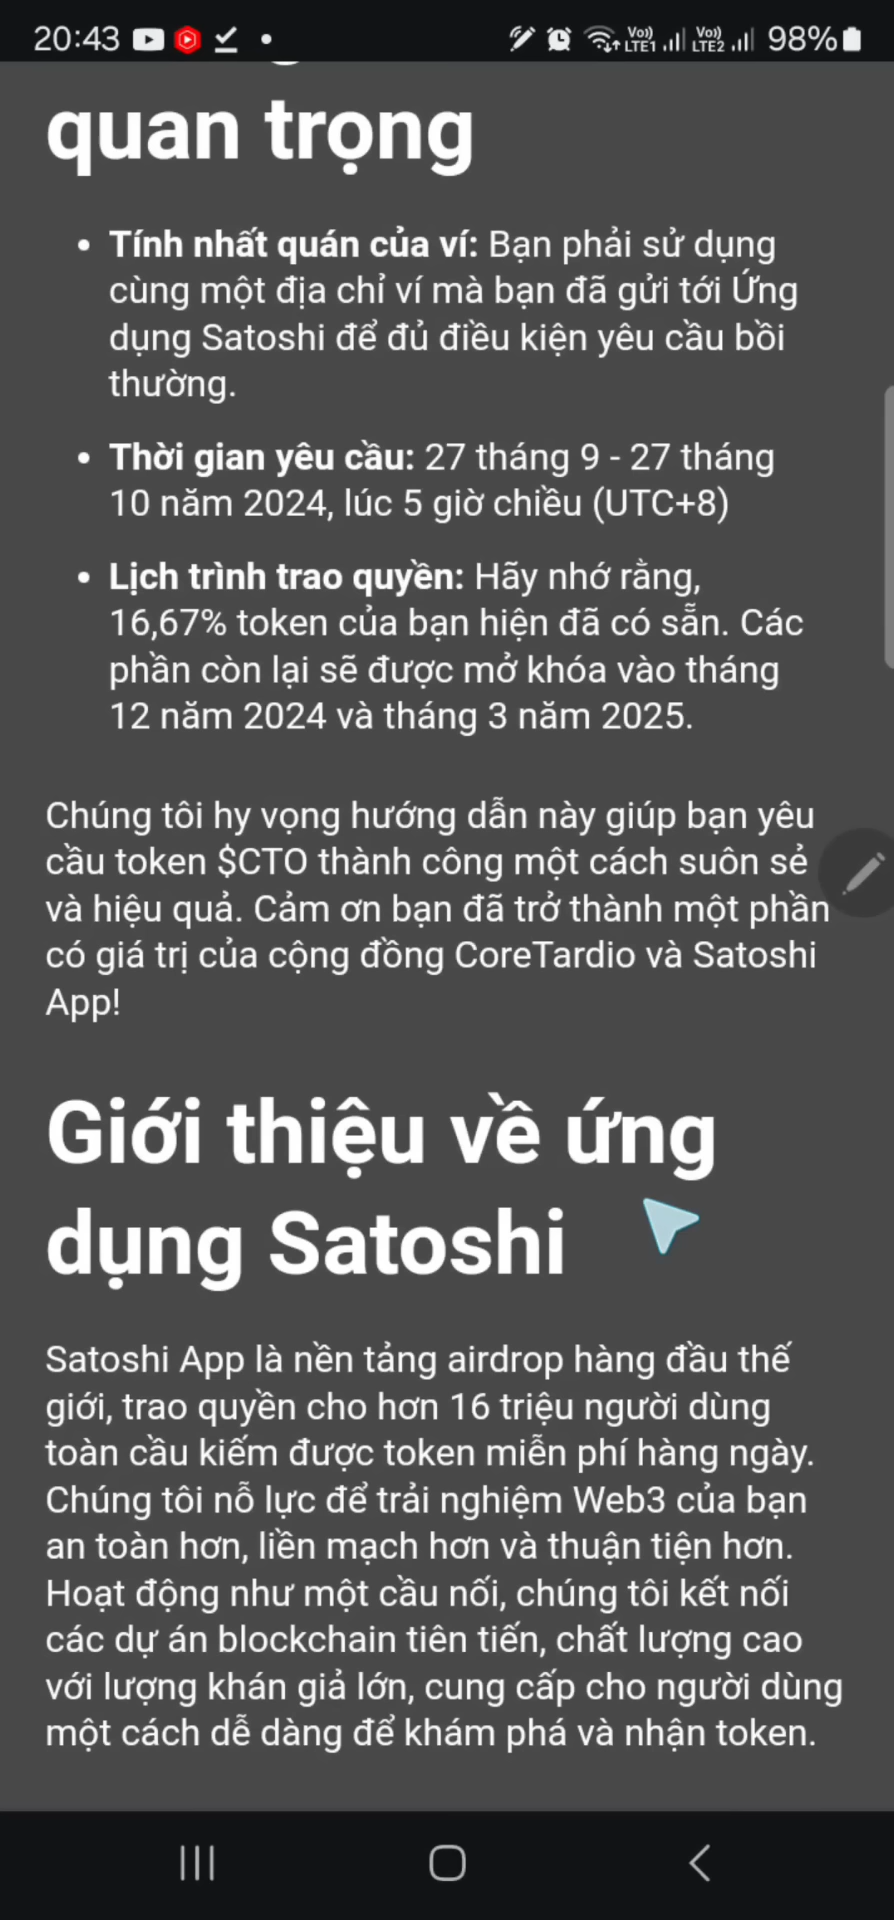 20:43
Vo)) LTE1 Vo)) LTE2 98%
quan trọng
• Tính nhất quán của ví: Bạn phải sử dụng
cùng một địa chỉ ví mà bạn đã gửi tới Ứng
dụng Satoshi để đủ điều kiện yêu cầu bồi
thường.
• Thời gian yêu cầu: 27 tháng 9 - 27 tháng
10 năm 2024, lúc 5 giờ chiều (UTC+8)
• Lịch trình trao quyền: Hãy nhớ rằng,
16,67% token của bạn hiện đã có sẵn. Các
phần còn lại sẽ được mở khóa vào tháng
12 năm 2024 và tháng 3 năm 2025.
Chúng tôi hy vọng hướng dẫn này giúp bạn yêu
cầu token $CTO thành công một cách suôn sẻ
và hiệu quả. Cảm ơn bạn đã trở thành một phần
có giá trị của cộng đồng CoreTardio và Satoshi
App!
Giới thiệu về ứng
dụng Satoshi
Satoshi App là nền tảng airdrop hàng đầu thế
giới, trao quyền cho hơn 16 triệu người dùng
toàn cầu kiếm được token miễn phí hàng ngày.
Chúng tôi nỗ lực để trải nghiệm Web3 của bạn
an toàn hơn, liền mạch hơn và thuận tiện hơn.
Hoạt động như một cầu nối, chúng tôi kết nối
các dự án blockchain tiên tiến, chất lượng cao
với lượng khán giả lớn, cung cấp cho người dùng
một cách dễ dàng để khám phá và nhận token.